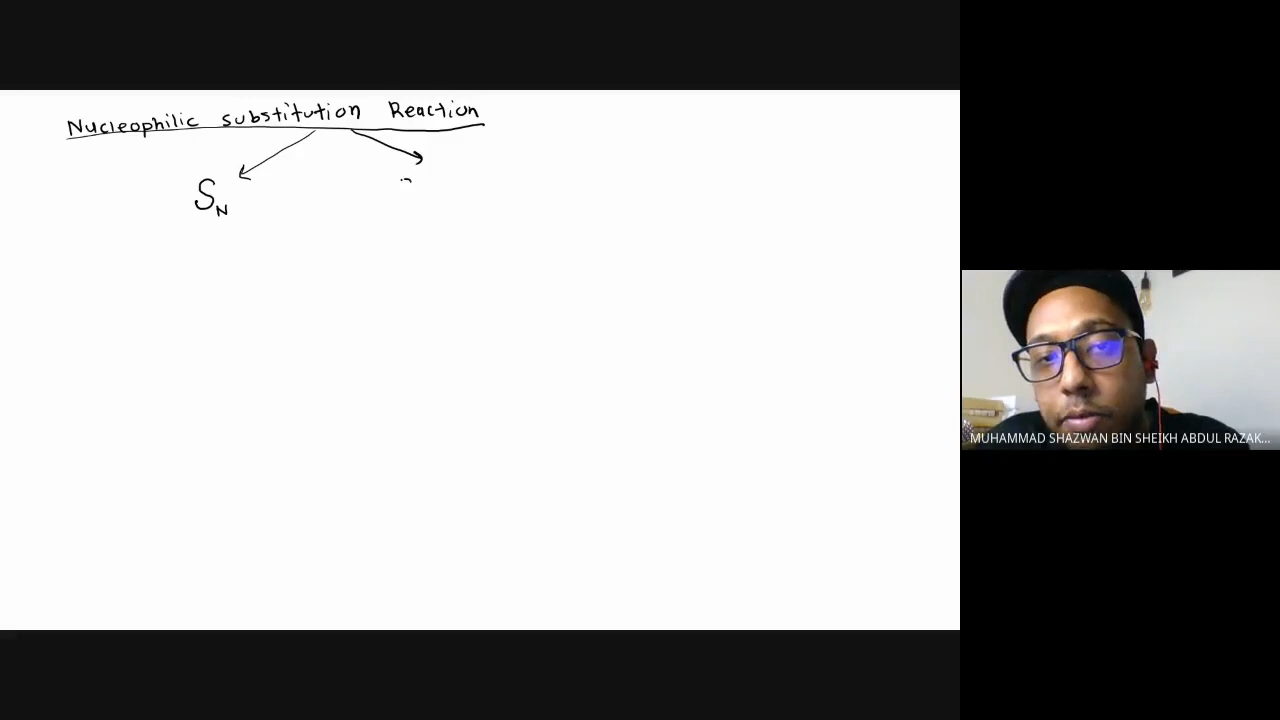 Nucleophilic substitution Reaction
SN
MUHAMMAD SHAZWAN BIN SHEIKH ABDUL RAZAK...